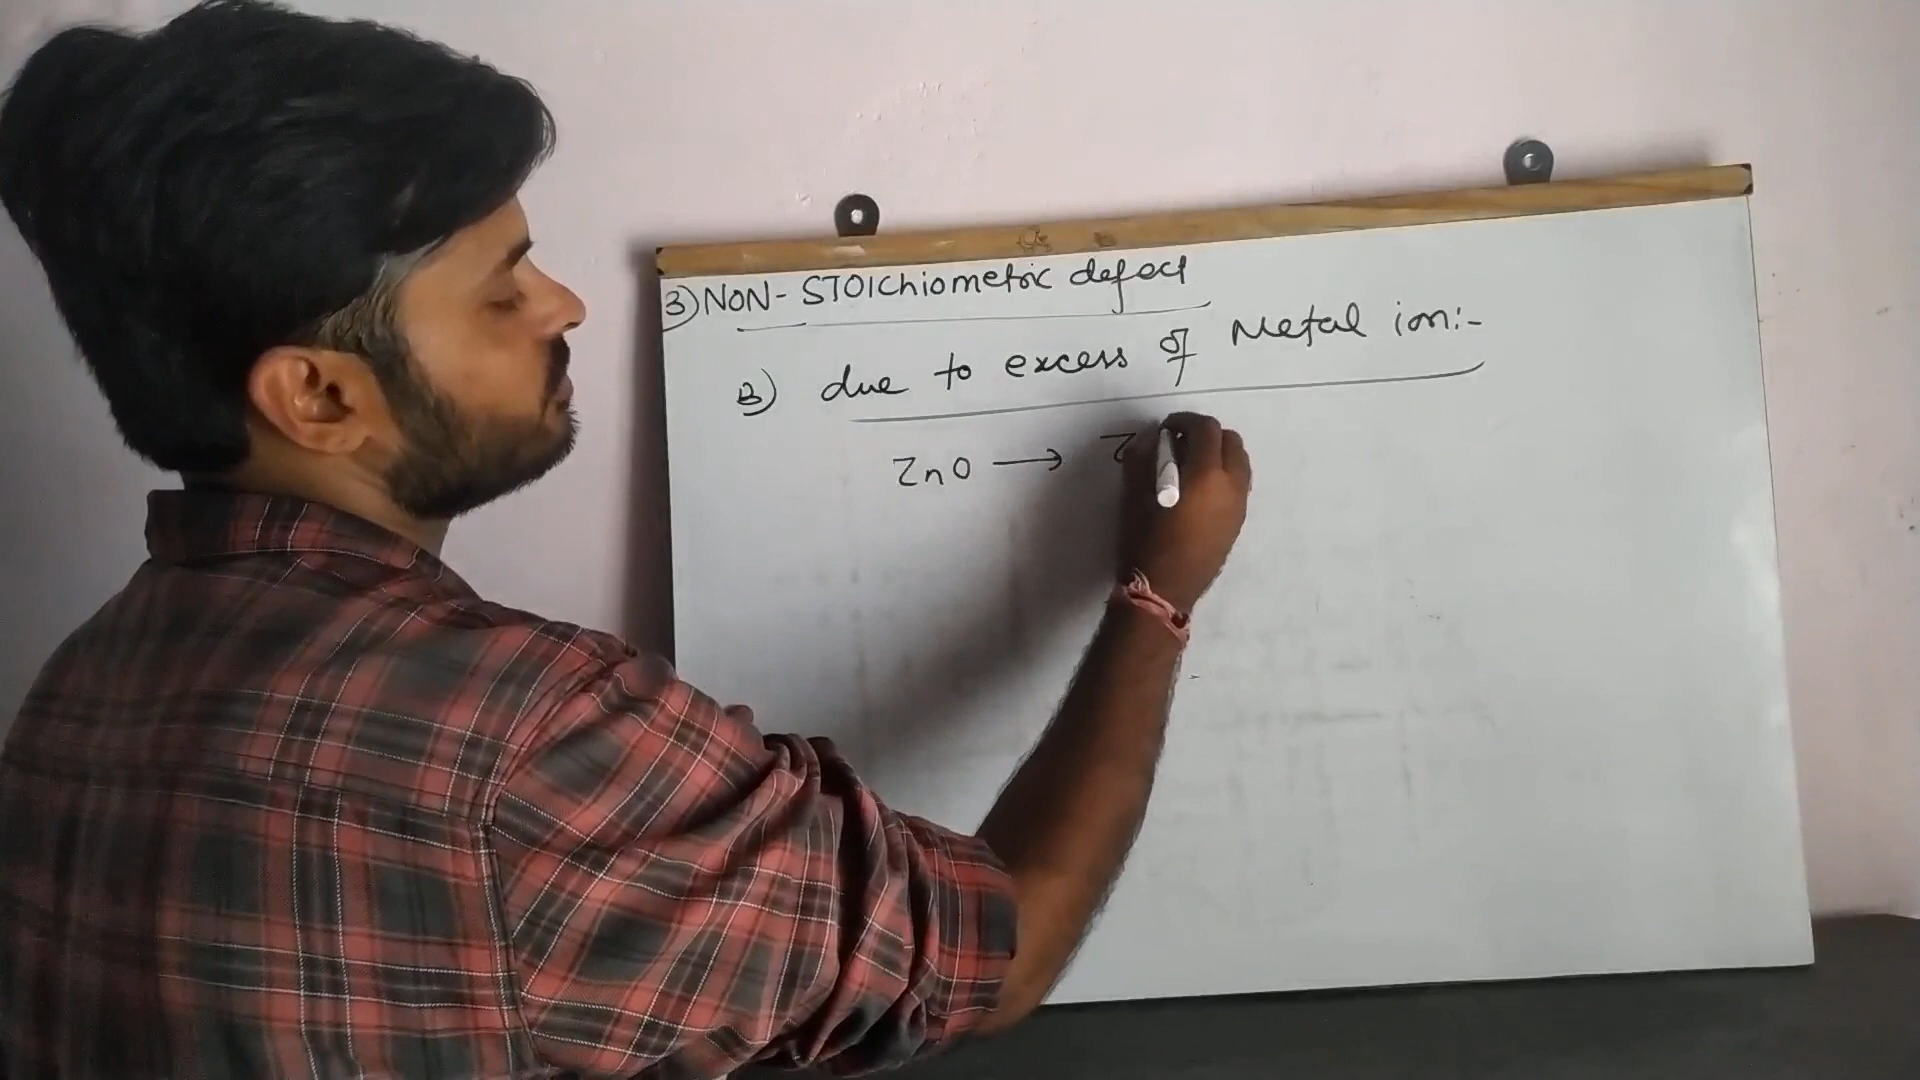 3) NON-STOIChiometric defect
B) due to excess of Metal ion:-
ZnO → Z